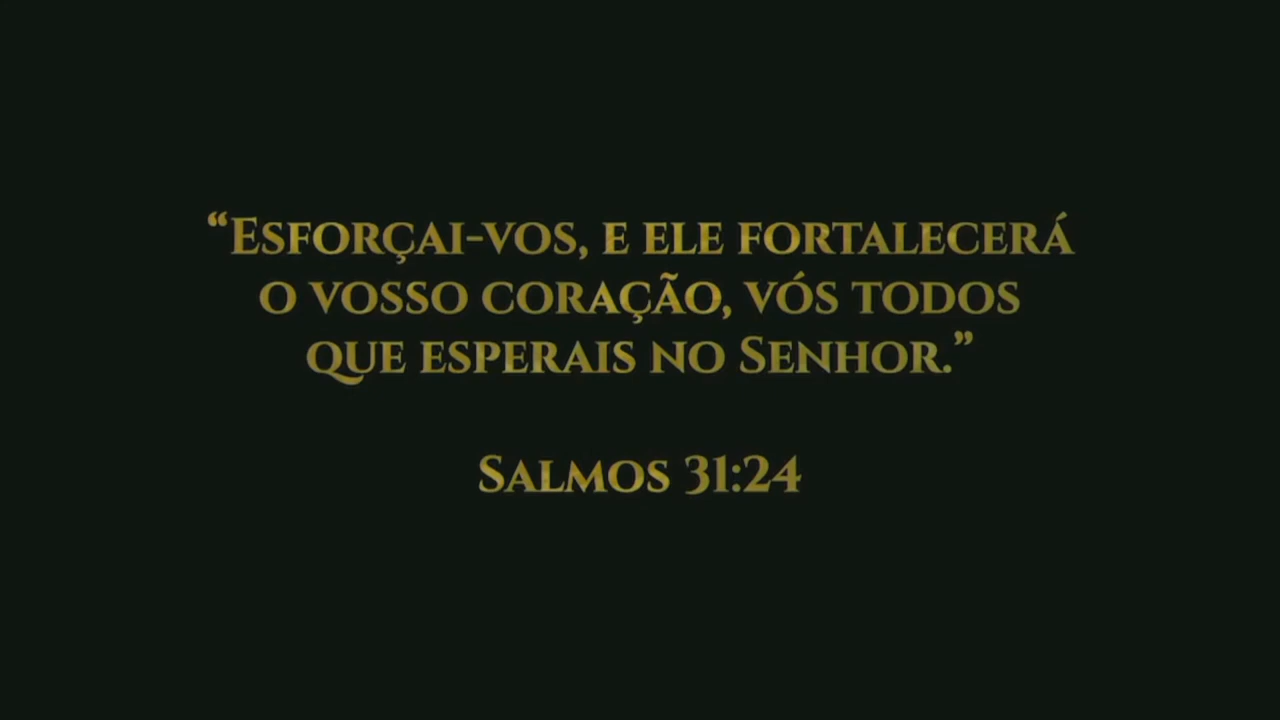 “Esforçai-vos, e ele fortalecerá
o vosso coração, vós todos
que esperais no Senhor.”
Salmos 31:24